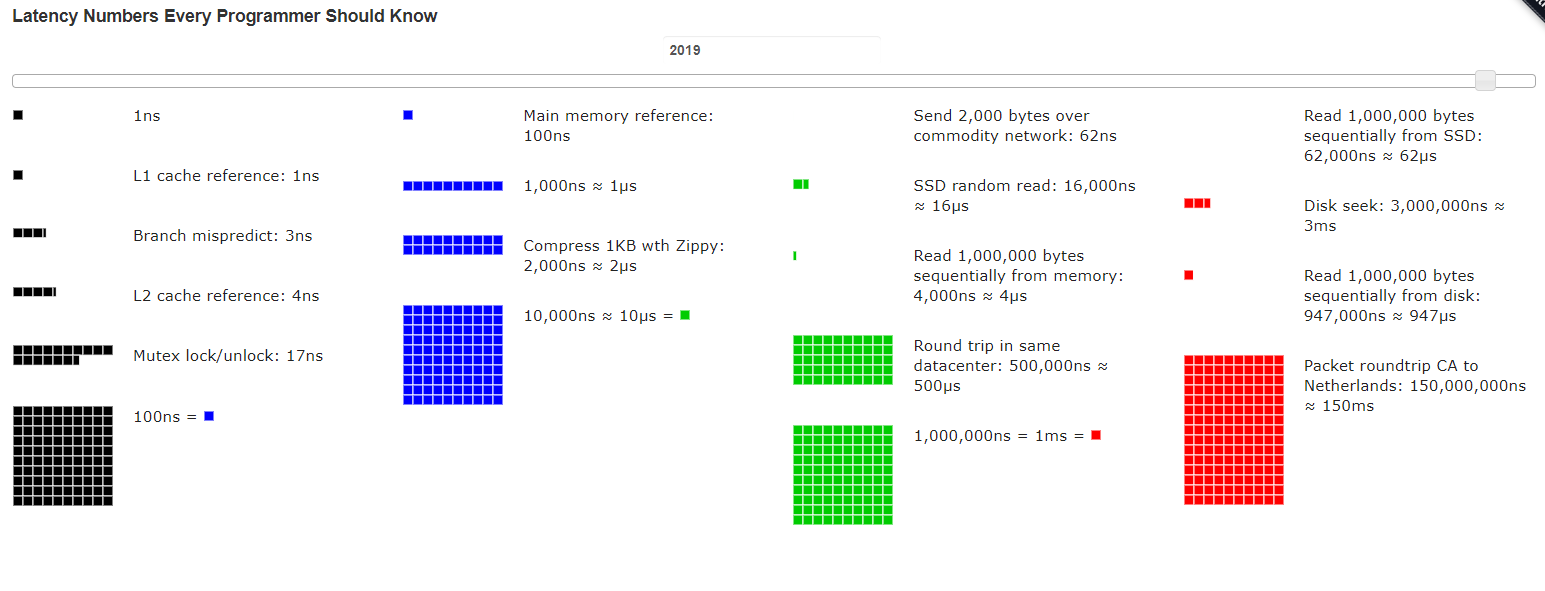 Latency Numbers Every Programmer Should Know
2019
1ns
L1 cache reference: 1ns
Branch mispredict: 3ns
L2 cache reference: 4ns
Mutex lock/unlock: 17ns
100ns =
Main memory reference:
100ns
1,000ns ≈ 1μs
Compress 1KB wth Zippy:
2,000ns ≈ 2μs
10,000ns ≈ 10μs =
Send 2,000 bytes over
commodity network: 62ns
SSD random read: 16,000ns
≈ 16μs
Read 1,000,000 bytes
sequentially from memory:
4,000ns ≈ 4μs
Round trip in same
datacenter: 500,000ns ≈
500μs
1,000,000ns = 1ms =
Read 1,000,000 bytes
sequentially from SSD:
62,000ns ≈ 62μs
Disk seek: 3,000,000ns ≈
3ms
Read 1,000,000 bytes
sequentially from disk:
947,000ns ≈ 947μs
Packet roundtrip CA to
Netherlands: 150,000,000ns
≈ 150ms